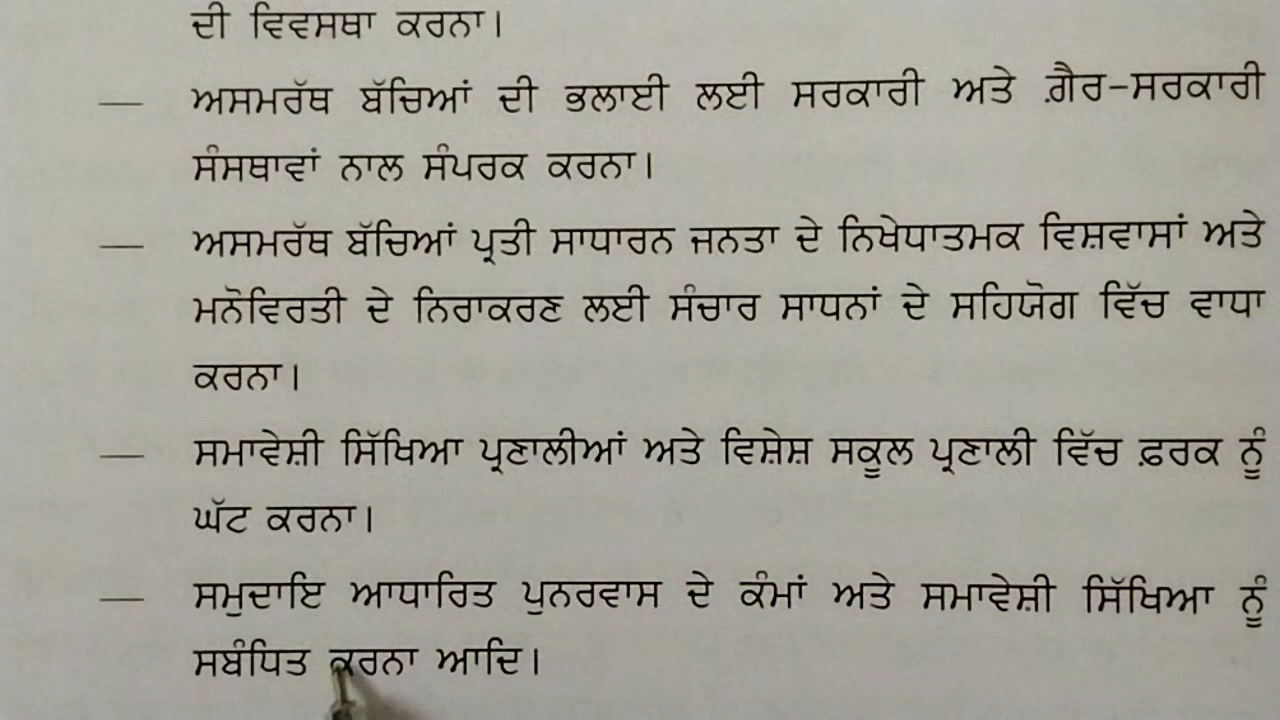 ਦੀ ਵਿਵਸਥਾ ਕਰਨਾ।
— ਅਸਮਰੱਥ ਬੱਚਿਆਂ ਦੀ ਭਲਾਈ ਲਈ ਸਰਕਾਰੀ ਅਤੇ ਗ਼ੈਰ-ਸਰਕਾਰੀ
ਸੰਸਥਾਵਾਂ ਨਾਲ ਸੰਪਰਕ ਕਰਨਾ।
— ਅਸਮਰੱਥ ਬੱਚਿਆਂ ਪ੍ਰਤੀ ਸਾਧਾਰਨ ਜਨਤਾ ਦੇ ਨਿਖੇਧਾਤਮਕ ਵਿਸ਼ਵਾਸਾਂ ਅਤੇ
ਮਨੋਵਿਰਤੀ ਦੇ ਨਿਰਾਕਰਣ ਲਈ ਸੰਚਾਰ ਸਾਧਨਾਂ ਦੇ ਸਹਿਯੋਗ ਵਿੱਚ ਵਾਧਾ
ਕਰਨਾ।
— ਸਮਾਵੇਸ਼ੀ ਸਿੱਖਿਆ ਪ੍ਰਣਾਲੀਆਂ ਅਤੇ ਵਿਸ਼ੇਸ਼ ਸਕੂਲ ਪ੍ਰਣਾਲੀ ਵਿੱਚ ਫ਼ਰਕ ਨੂੰ
ਘੱਟ ਕਰਨਾ।
— ਸਮੁਦਾਇ ਆਧਾਰਿਤ ਪੁਨਰਵਾਸ ਦੇ ਕੰਮਾਂ ਅਤੇ ਸਮਾਵੇਸ਼ੀ ਸਿੱਖਿਆ ਨੂੰ
ਸਬੰਧਿਤ ਕਰਨਾ ਆਦਿ।